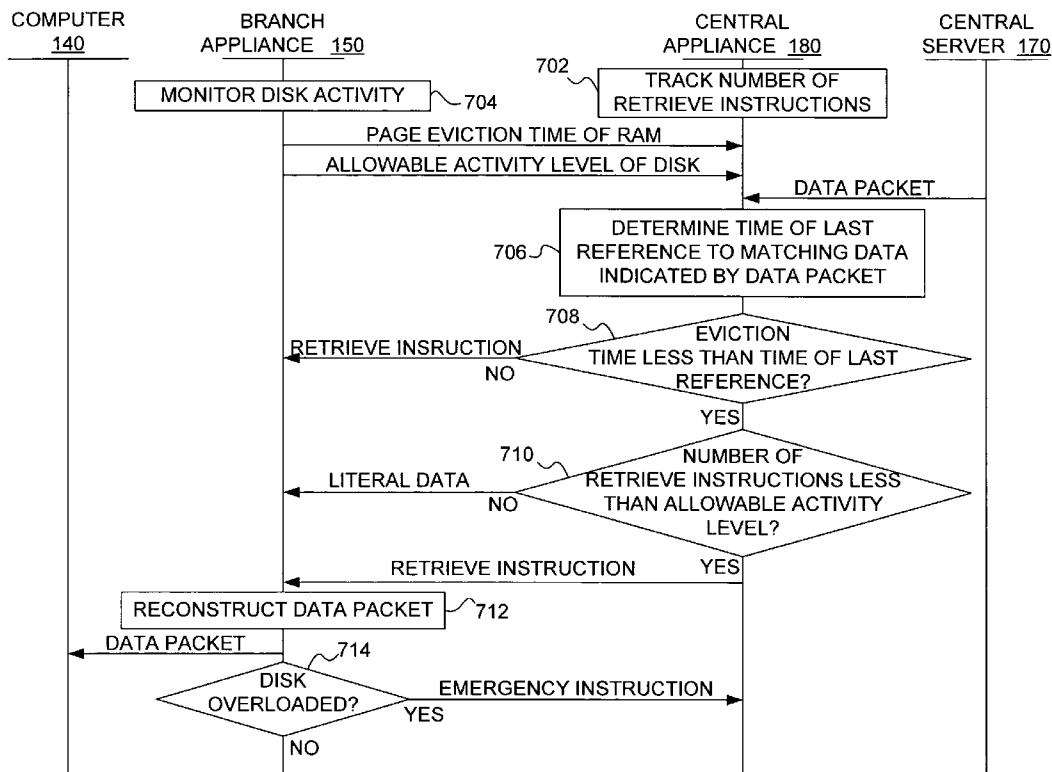 COMPUTER
140
BRANCH
APPLIANCE 150
CENTRAL
APPLIANCE 180
CENTRAL
SERVER 170
702
TRACK NUMBER OF
RETRIEVE INSTRUCTIONS
MONITOR DISK ACTIVITY
704
PAGE EVICTION TIME OF RAM
ALLOWABLE ACTIVITY LEVEL OF DISK
DATA PACKET
706
DETERMINE TIME OF LAST
REFERENCE TO MATCHING DATA
INDICATED BY DATA PACKET
708
EVICTION
TIME LESS THAN TIME OF LAST
REFERENCE?
RETRIEVE INSRUCTION
NO
YES
710
NUMBER OF
RETRIEVE INSTRUCTIONS LESS
THAN ALLOWABLE ACTIVITY
LEVEL?
LITERAL DATA
NO
YES
RETRIEVE INSTRUCTION
RECONSTRUCT DATA PACKET
712
DATA PACKET
714
DISK
OVERLOADED?
EMERGENCY INSTRUCTION
YES
NO